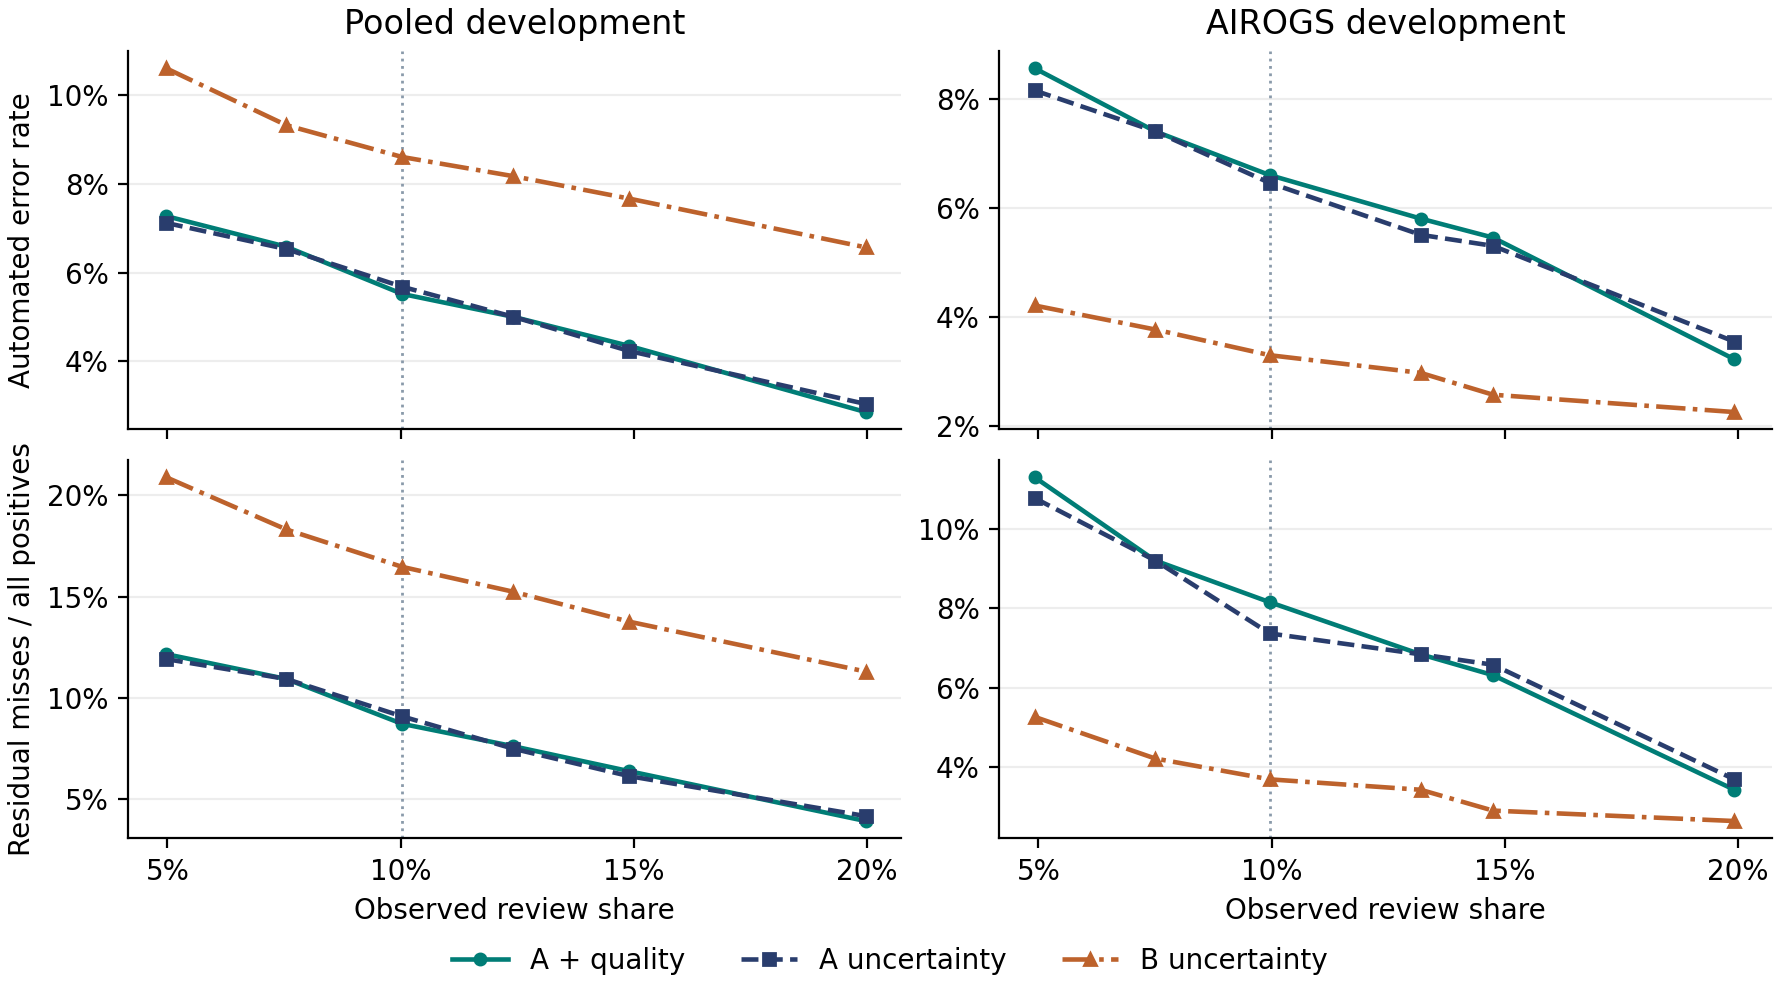 Pooled development
AIROGS development
Automated error rate
10%
8%
6%
4%
8%
6%
4%
2%
Residual misses / all positives
20%
15%
10%
5%
10%
8%
6%
4%
5% 10% 15% 20%
5% 10% 15% 20%
Observed review share
Observed review share
A + quality A uncertainty B uncertainty